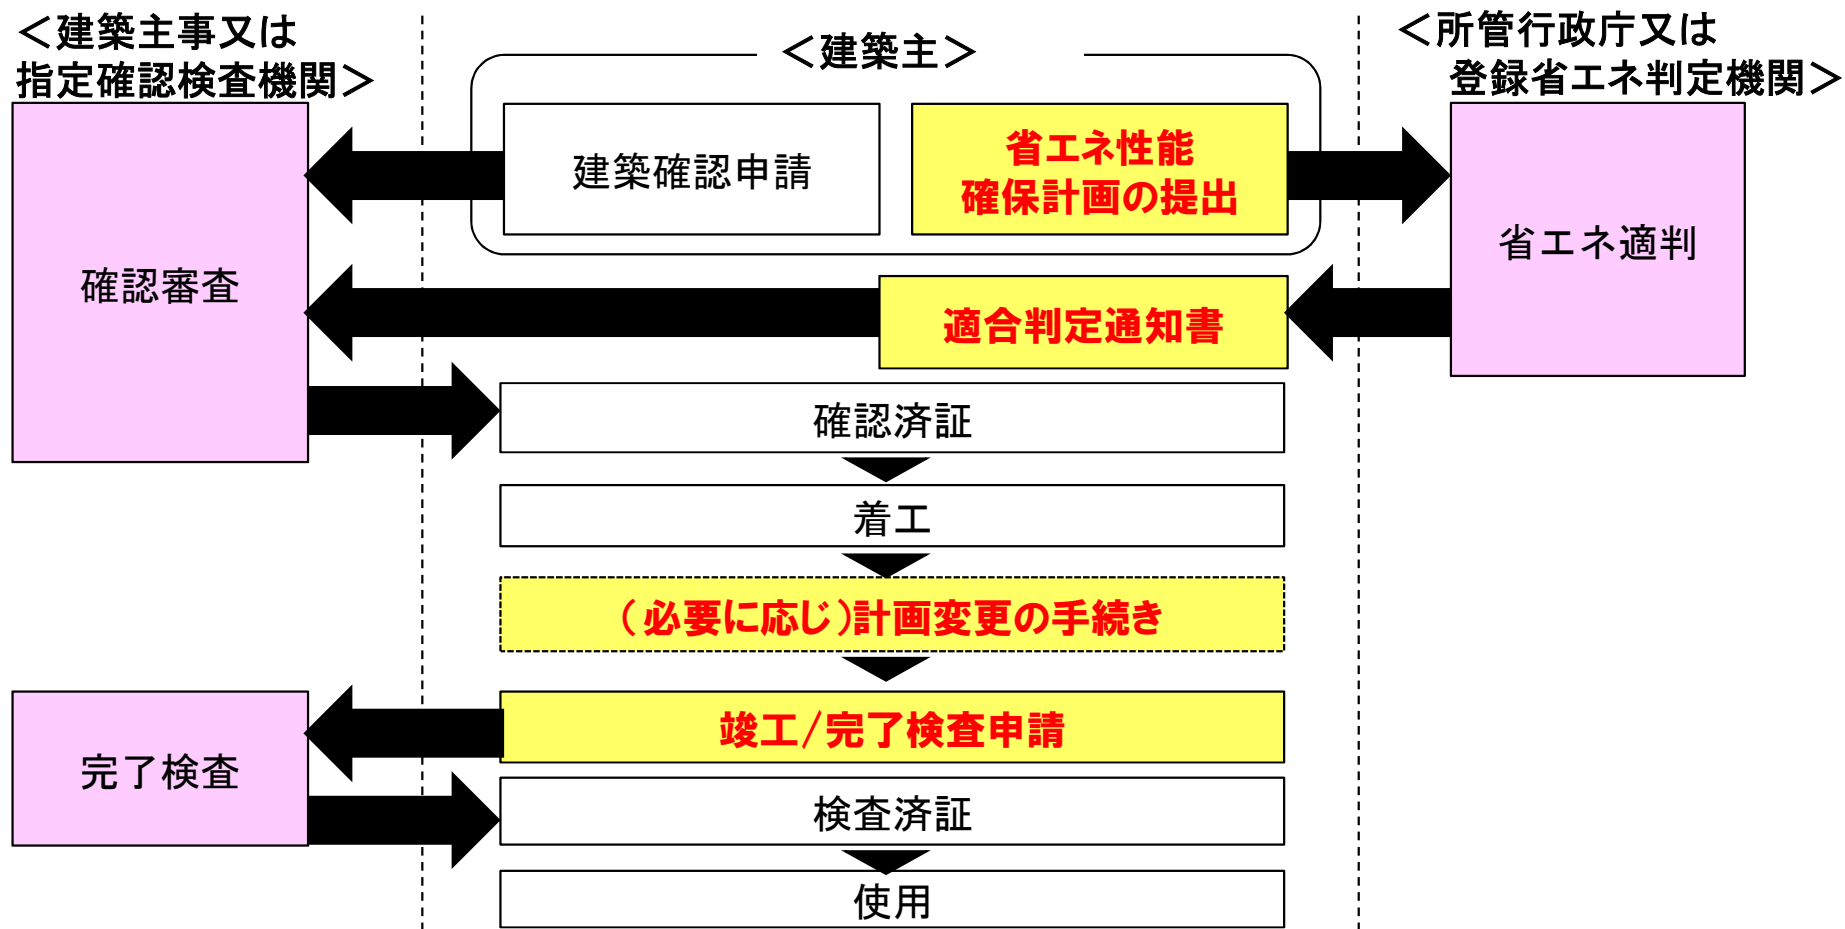 ＜建築主事又は
指定確認検査機関＞
＜建築主＞
＜所管行政庁又は
登録省エネ判定機関＞
建築確認申請
省エネ性能
確保計画の提出
確認審査
省エネ適判
適合判定通知書
確認済証
着工
（必要に応じ）計画変更の手続き
竣工/完了検査申請
完了検査
検査済証
使用